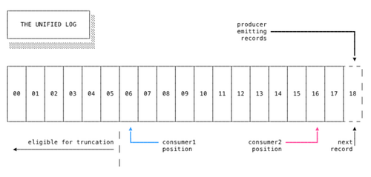 THE UNIFIED LOG
producer
emitting
records
00 01 02 03 04 05 06 07 08 09 10 11 12 13 14 15 16 17 18
eligible for truncation
consumer1
position
consumer2
position
next
record